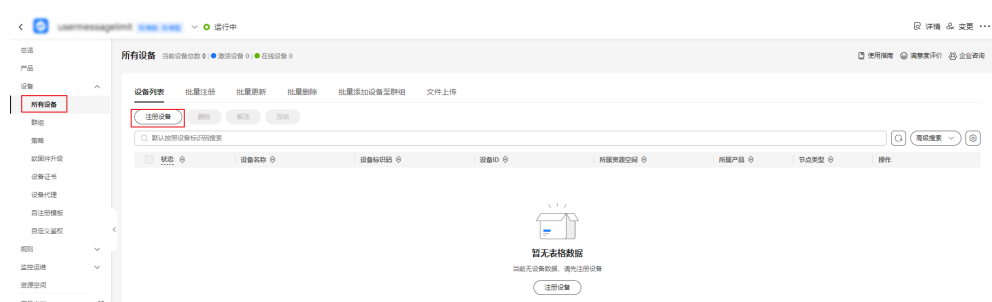 usermessagelimit 运行中 详情 变更
总览
产品
设备
所有设备
群组
策略
软固件升级
设备证书
设备代理
自注册模板
自定义鉴权
规则
监控运维
资源空间
所有设备 当前设备总数 0 | 激活设备 0 | 在线设备 0 使用指南 满意度评价 企业咨询
设备列表 批量注册 批量更新 批量删除 批量添加设备至群组 文件上传
注册设备 删除 解冻 冻结
默认按照设备标识码搜索 高级搜索
状态 设备名称 设备标识码 设备ID 所属资源空间 所属产品 节点类型 操作
暂无表格数据
当前无设备数据，请先注册设备
注册设备